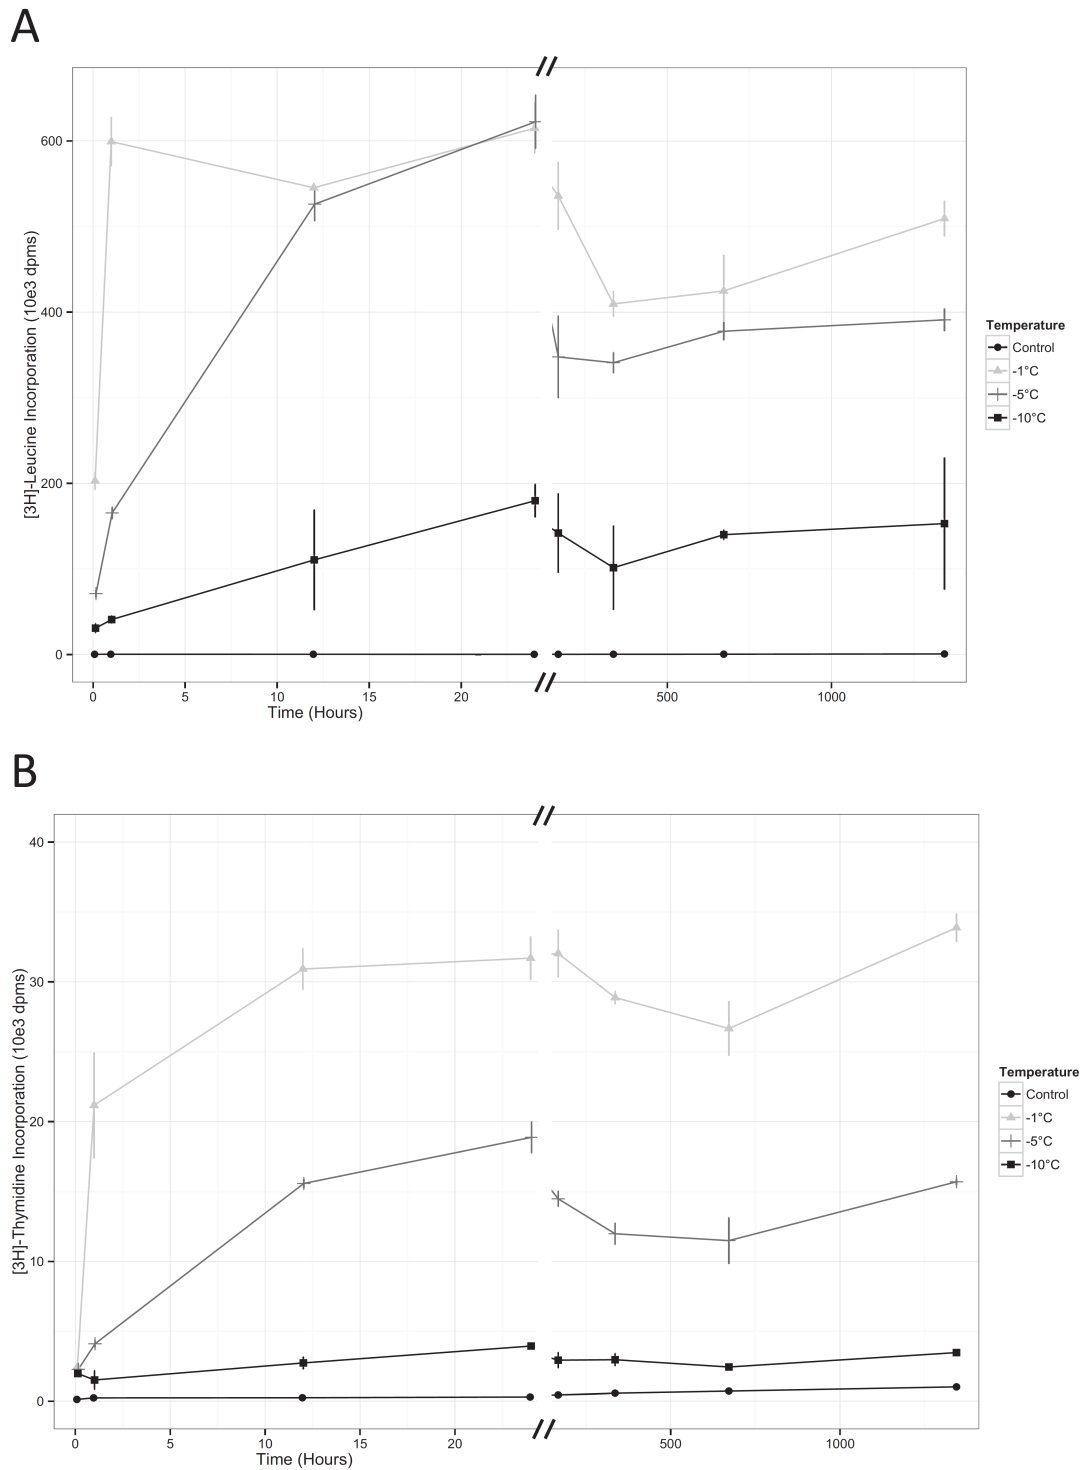 A
[3H]-Leucine Incorporation (10e3 dpms)
600
400
200
0
0 5 10 15 20 500 1000
Time (Hours)
Temperature
Control
-1°C
-5°C
-10°C
B
[3H]-Thymidine Incorporation (10e3 dpms)
40
30
20
10
0
0 5 10 15 20 500 1000
Time (Hours)
Temperature
Control
-1°C
-5°C
-10°C